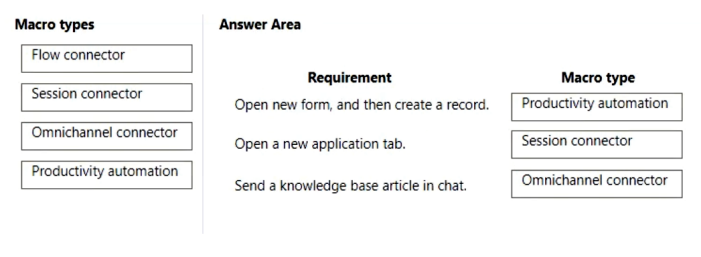 Macro types
Flow connector
Session connector
Omnichannel connector
Productivity automation
Answer Area
Requirement Macro type
Open new form, and then create a record. Productivity automation
Open a new application tab. Session connector
Send a knowledge base article in chat. Omnichannel connector